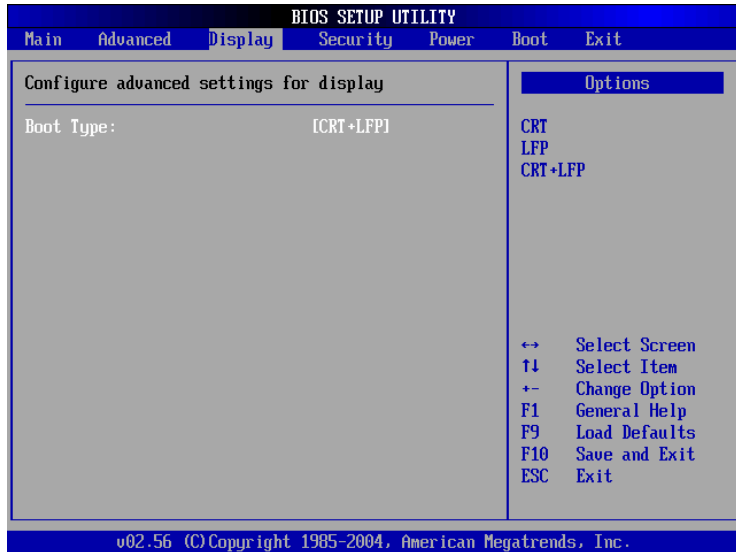 BIOS SETUP UTILITY
Main Advanced Display Security Power Boot Exit
Configure advanced settings for display
Boot Type: [CRT+LFP]
Options
CRT
LFP
CRT+LFP
↔ Select Screen
↑↓ Select Item
+- Change Option
F1 General Help
F9 Load Defaults
F10 Save and Exit
ESC Exit
v02.56 (C)Copyright 1985-2004, American Megatrends, Inc.